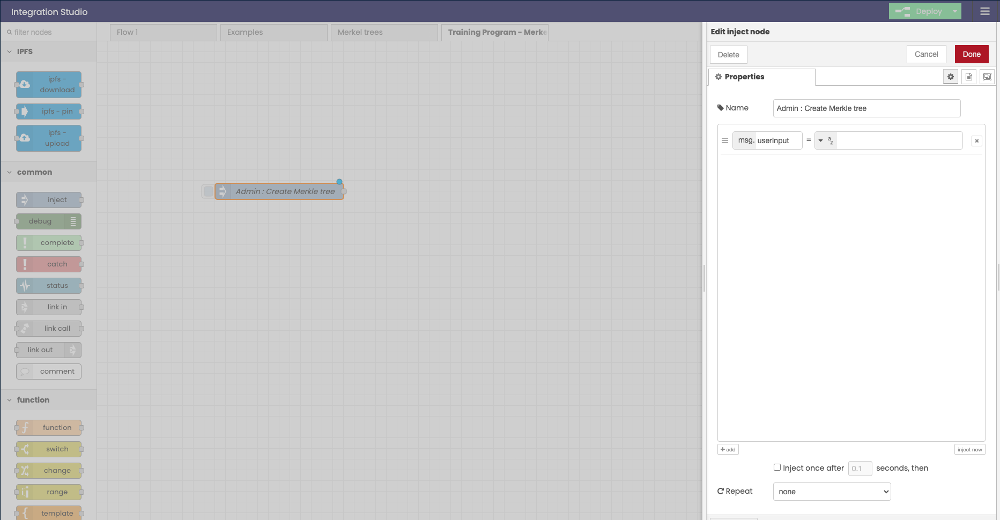 Integration Studio
Deploy
filter nodes
Flow 1
Examples
Merkel trees
Training Program - Merke
IPFS
ipfs -
download
ipfs - pin
ipfs -
upload
common
inject
debug
complete
catch
status
link in
link call
link out
comment
function
function
switch
change
range
template
Admin : Create Merkle tree
Edit inject node
Delete
Cancel
Done
Properties
Name
Admin : Create Merkle tree
msg. userInput = a z
add
inject now
Inject once after 0.1 seconds, then
Repeat
none